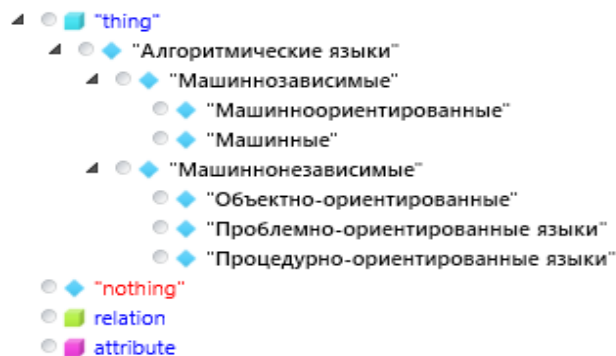 "thing"
"Алгоритмические языки"
"Машиннозависимые"
"Машинноориентированные"
"Машинные"
"Машиннонезависимые"
"Объектно-ориентированные"
"Проблемно-ориентированные языки"
"Процедурно-ориентированные языки"
"nothing"
relation
attribute